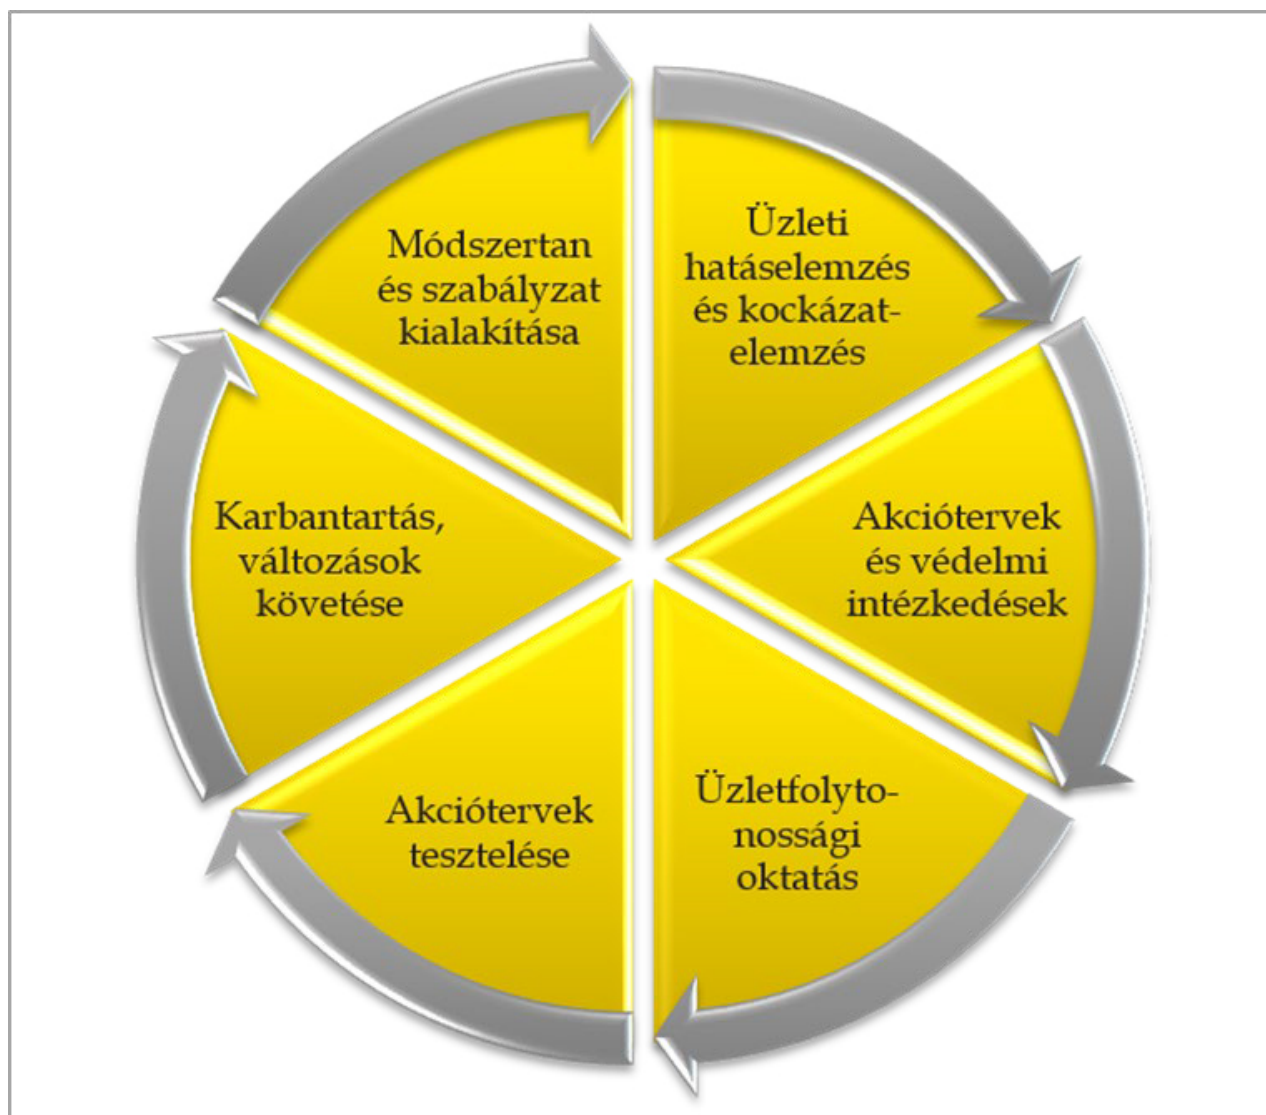 Módszertan
és szabályzat
kialakítása
Üzleti
hatáselemzés
és kockázat-
elemzés
Akciótervek
és védelmi
intézkedések
Üzletfolyto-
nossági
oktatás
Akciótervek
tesztelése
Karbantartás,
változások
követése